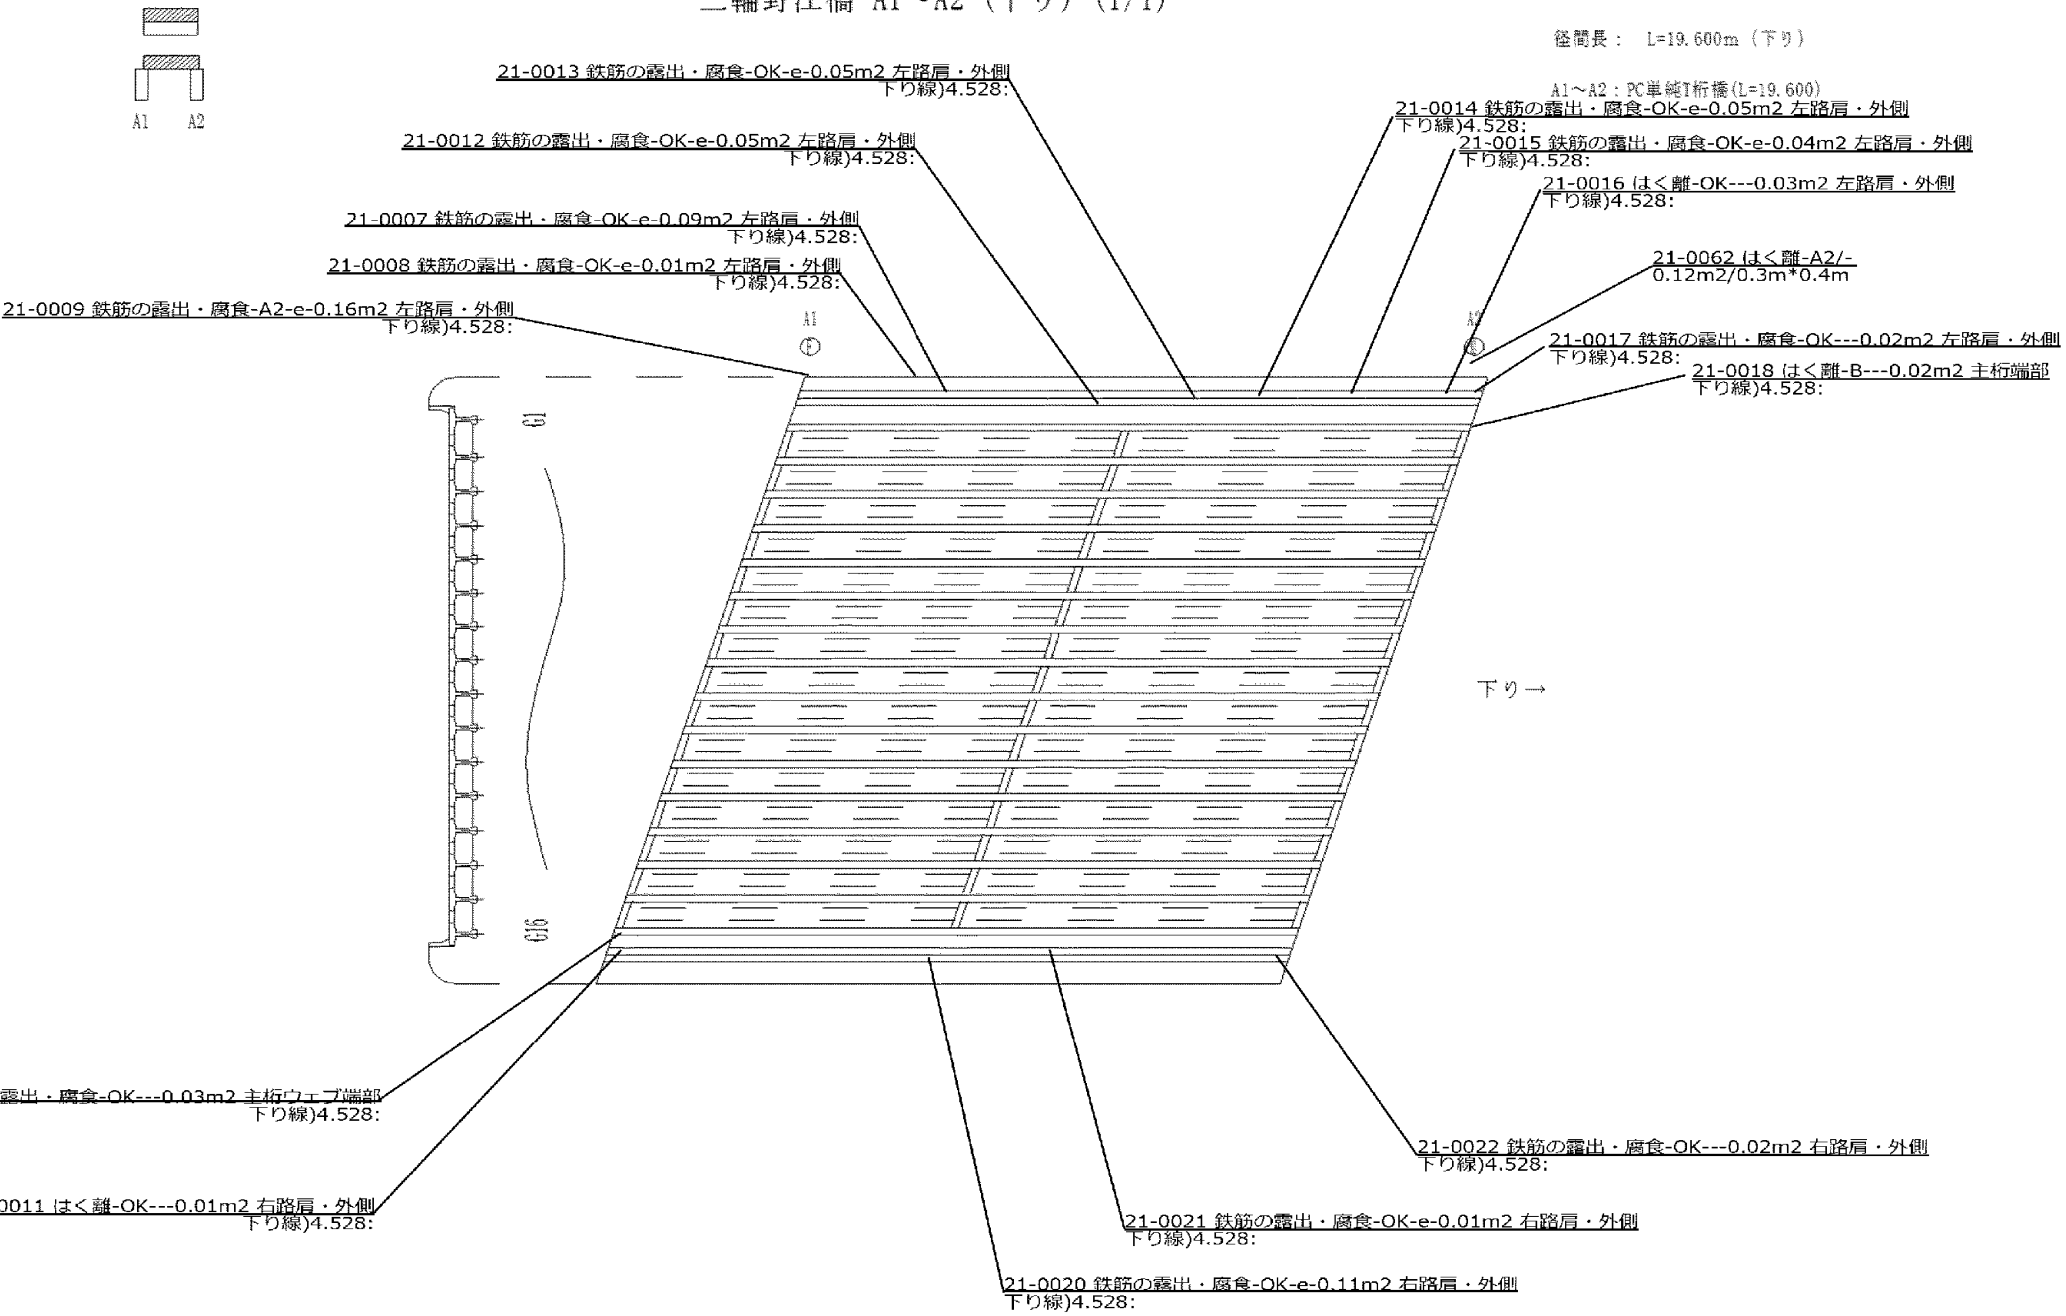 三輪野江橋 A1～A2 (下り) (1/1)
径間長： L=19.600m (下り)
A1～A2：PC単純T桁橋(L=19.600)
A1 A2
21-0013 鉄筋の露出・腐食-OK-e-0.05m2 左路肩・外側
下り線)4.528:
21-0012 鉄筋の露出・腐食-OK-e-0.05m2 左路肩・外側
下り線)4.528:
21-0007 鉄筋の露出・腐食-OK-e-0.09m2 左路肩・外側
下り線)4.528:
21-0008 鉄筋の露出・腐食-OK-e-0.01m2 左路肩・外側
下り線)4.528:
21-0009 鉄筋の露出・腐食-A2-e-0.16m2 左路肩・外側
下り線)4.528:
21-0014 鉄筋の露出・腐食-OK-e-0.05m2 左路肩・外側
下り線)4.528:
21-0015 鉄筋の露出・腐食-OK-e-0.04m2 左路肩・外側
下り線)4.528:
21-0016 はく離-OK---0.03m2 左路肩・外側
下り線)4.528:
21-0062 はく離-A2/-
0.12m2/0.3m*0.4m
21-0017 鉄筋の露出・腐食-OK---0.02m2 左路肩・外側
下り線)4.528:
21-0018 はく離-B---0.02m2 主桁端部
下り線)4.528:
A1
Ⓕ
A2
G1
G16
下り→
露出・腐食-OK---0.03m2 主桁ウェブ端部
下り線)4.528:
0011 はく離-OK---0.01m2 右路肩・外側
下り線)4.528:
21-0022 鉄筋の露出・腐食-OK---0.02m2 右路肩・外側
下り線)4.528:
21-0021 鉄筋の露出・腐食-OK-e-0.01m2 右路肩・外側
下り線)4.528:
21-0020 鉄筋の露出・腐食-OK-e-0.11m2 右路肩・外側
下り線)4.528: